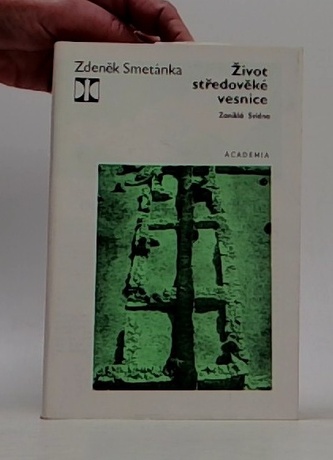 Zdeněk Smetánka
Život
středověké
vesnice
Zaniklá Svídna
ACADEMIA